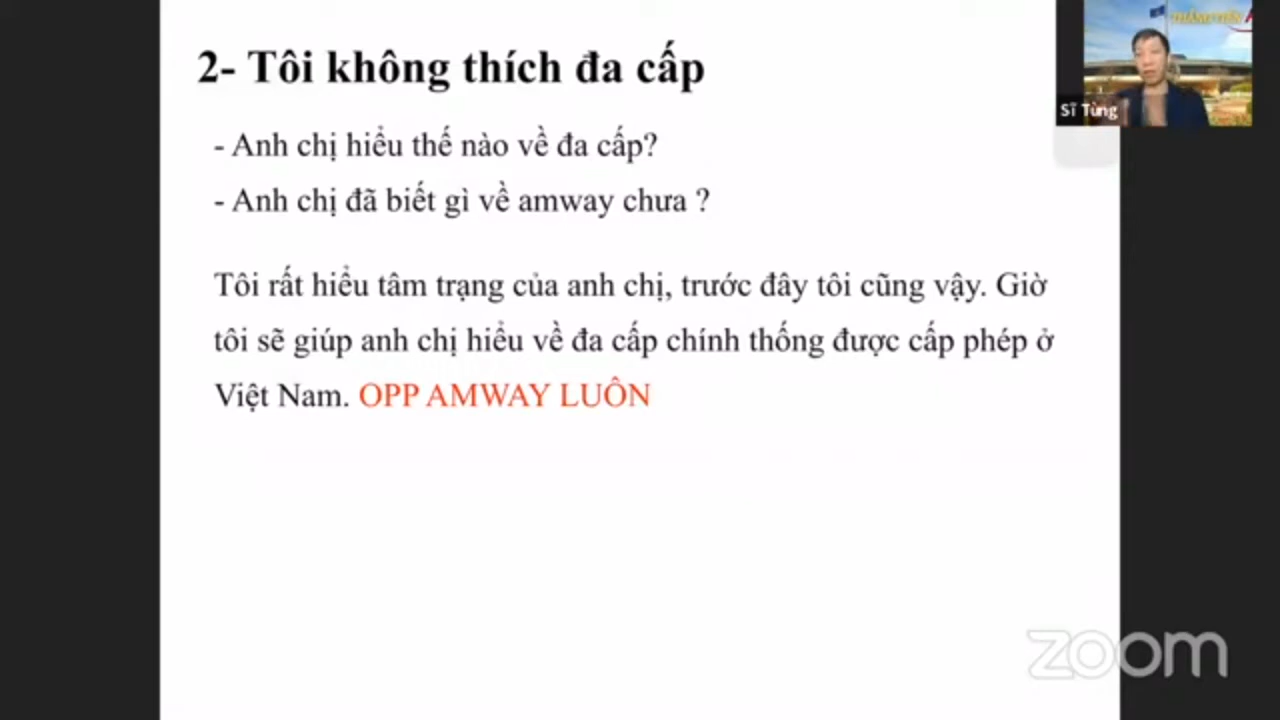 2- Tôi không thích đa cấp
- Anh chị hiểu thế nào về đa cấp?
- Anh chị đã biết gì về amway chưa ?
Tôi rất hiểu tâm trạng của anh chị, trước đây tôi cũng vậy. Giờ
tôi sẽ giúp anh chị hiểu về đa cấp chính thống được cấp phép ở
Việt Nam. OPP AMWAY LUÔN
Sĩ Tùng
zoom